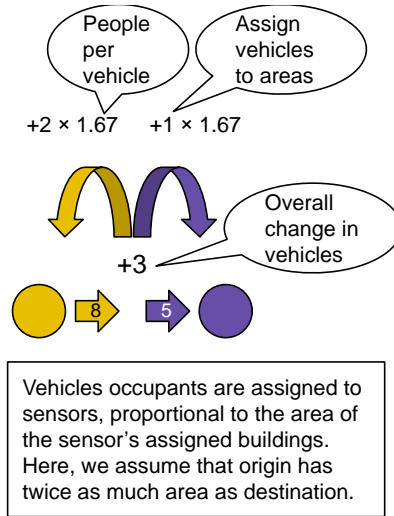 People
per
vehicle
Assign
vehicles
to areas
+2 × 1.67
+1 × 1.67
Overall
change in
vehicles
+3
8
5
Vehicles occupants are assigned to
sensors, proportional to the area of
the sensor's assigned buildings.
Here, we assume that origin has
twice as much area as destination.